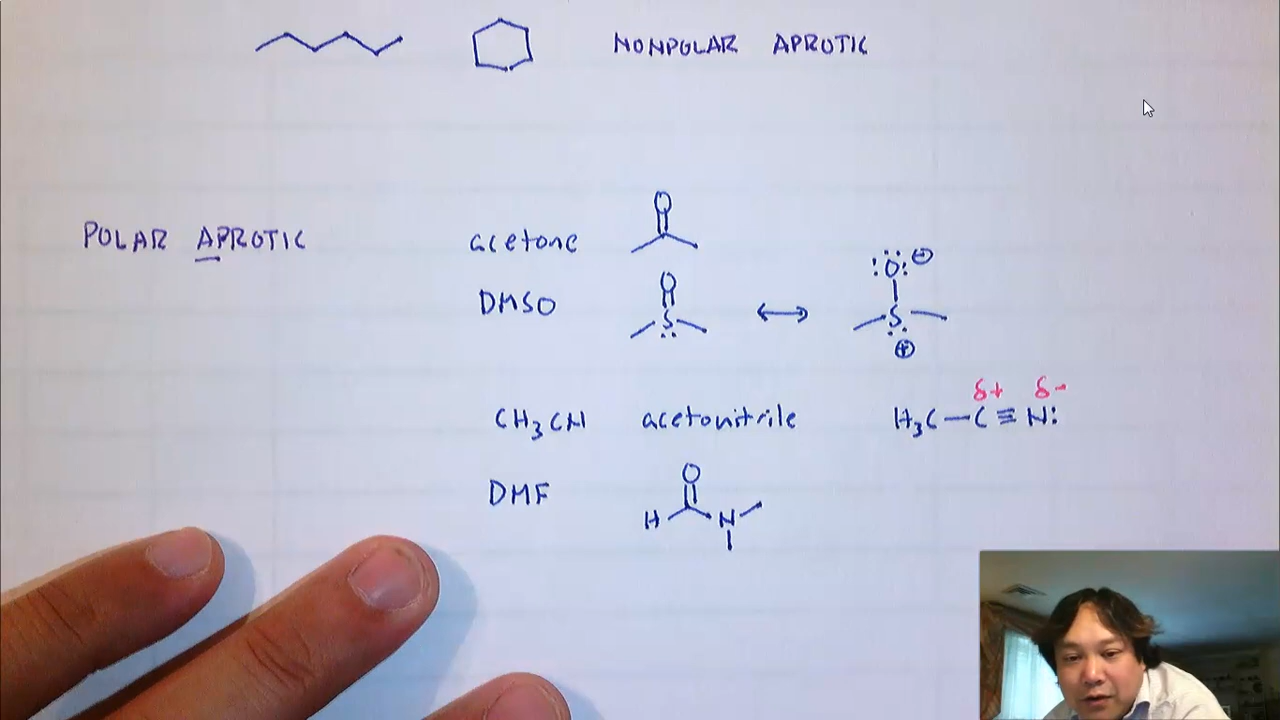 NONPOLAR APROTIC
POLAR APROTIC
acetone
O
DMSO
O
S
:Ö: ⊖
S
⊕
δ+ δ-
CH₃CN acetonitrile H₃C—C≡N:
DMF
O
H N